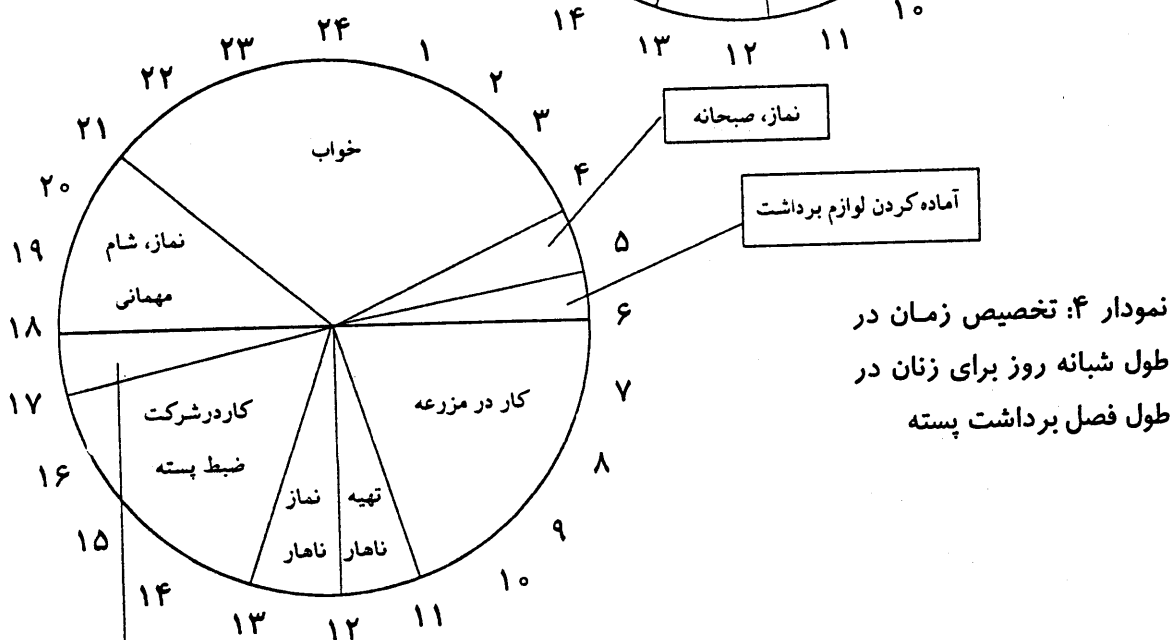 ۱۰
۱۱
۱۲
۱۳
۱۴
۲۴
۱
۲
۳
۴
۵
۶
۷
۸
۹
۱۰
۱۱
۱۲
۱۳
۱۴
۱۵
۱۶
۱۷
۱۸
۱۹
۲۰
۲۱
۲۲
۲۳
خواب
نماز، صبحانه
آماده کردن لوازم برداشت
کار در مزرعه
تهیه
ناهار
نماز
ناهار
کار در شرکت
ضبط پسته
نماز، شام
مهمانی
نمودار ۴: تخصیص زمان در
طول شبانه روز برای زنان در
طول فصل برداشت پسته